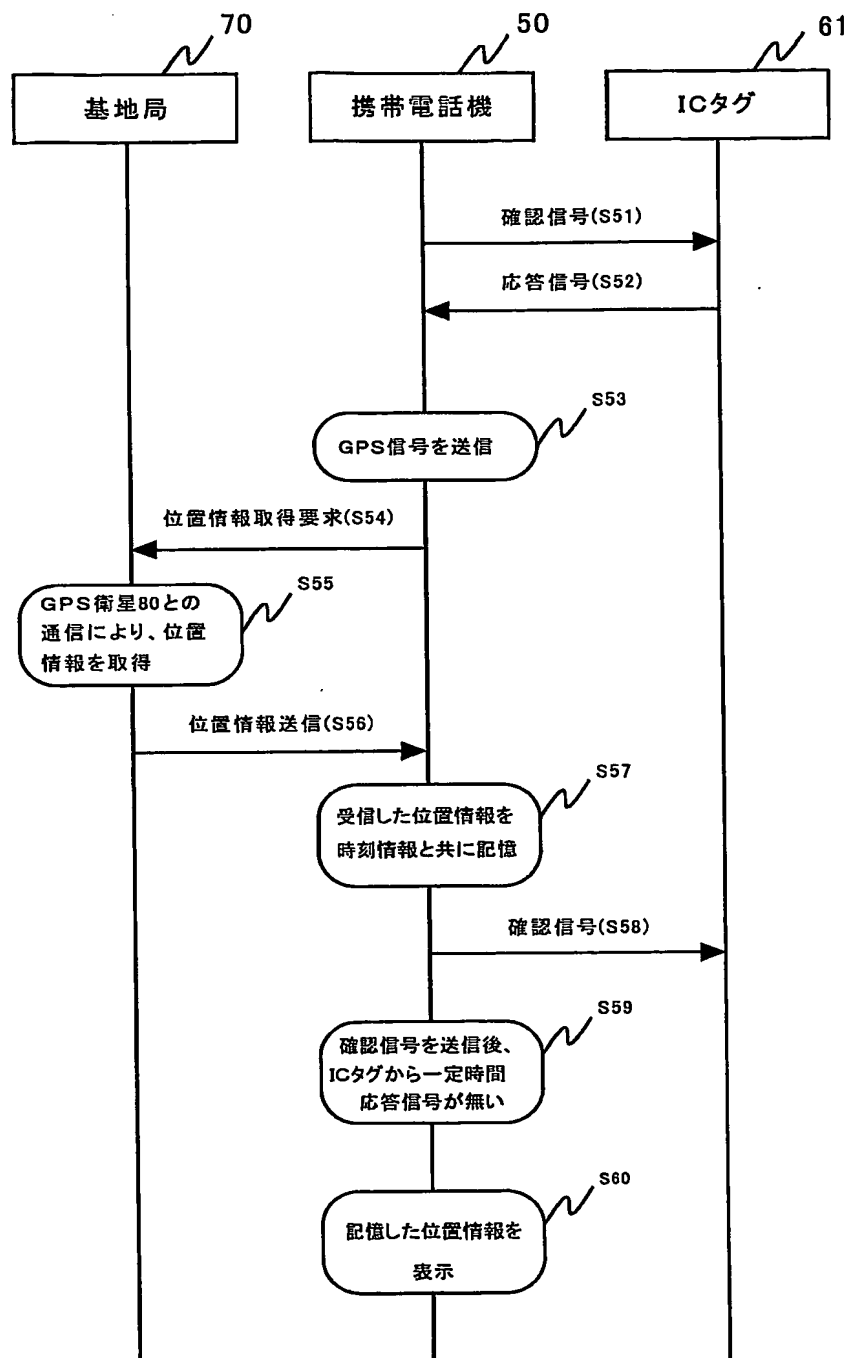 70
50
61
基地局
携帯電話機
ICタグ
確認信号(S51)
応答信号(S52)
S53
GPS信号を送信
位置情報取得要求(S54)
S55
GPS衛星80との
通信により、位置
情報を取得
位置情報送信(S56)
S57
受信した位置情報を
時刻情報と共に記憶
確認信号(S58)
S59
確認信号を送信後、
ICタグから一定時間
応答信号が無い
S60
記憶した位置情報を
表示